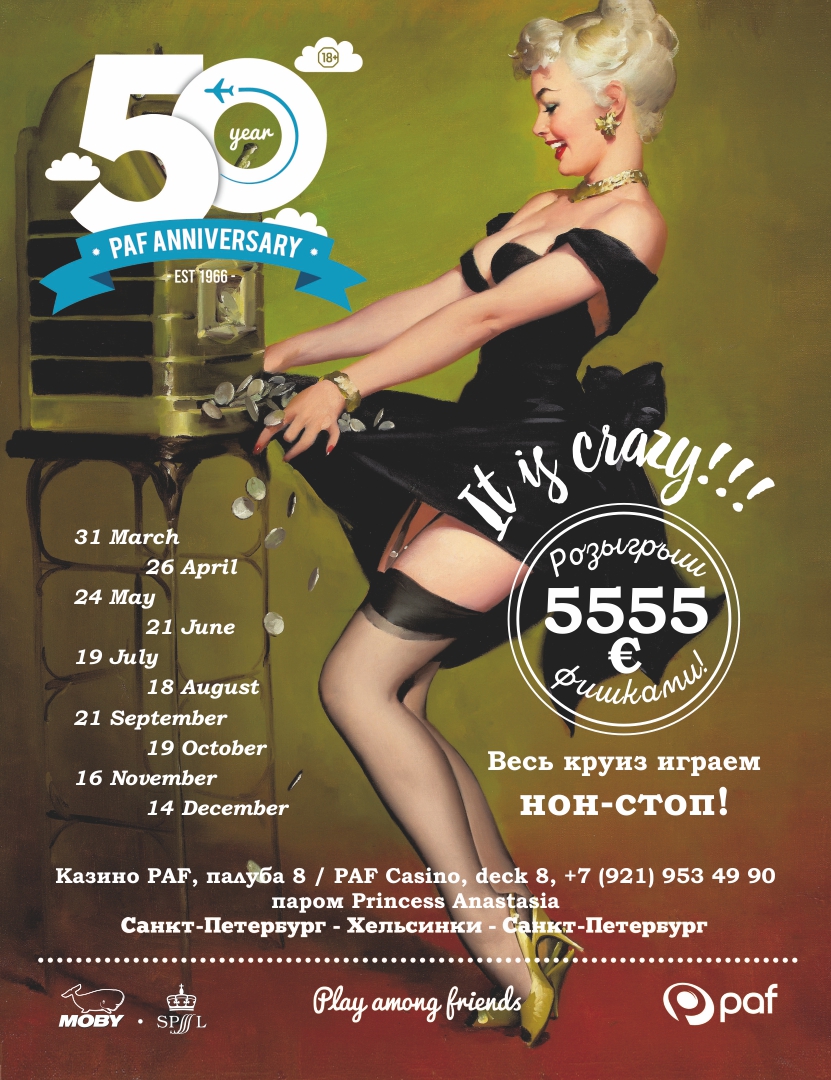 50
year
18+
PAF ANNIVERSARY
- EST 1966 -
It is crazy!!!
Розыгрыш
5555
€
фишками!
31 March
26 April
24 May
21 June
19 July
18 August
21 September
19 October
16 November
14 December
Весь круиз играем
нон-стоп!
Казино PAF, палуба 8 / PAF Casino, deck 8, +7 (921) 953 49 90
паром Princess Anastasia
Санкт-Петербург - Хельсинки - Санкт-Петербург
MOBY • SPL
Play among friends
paf